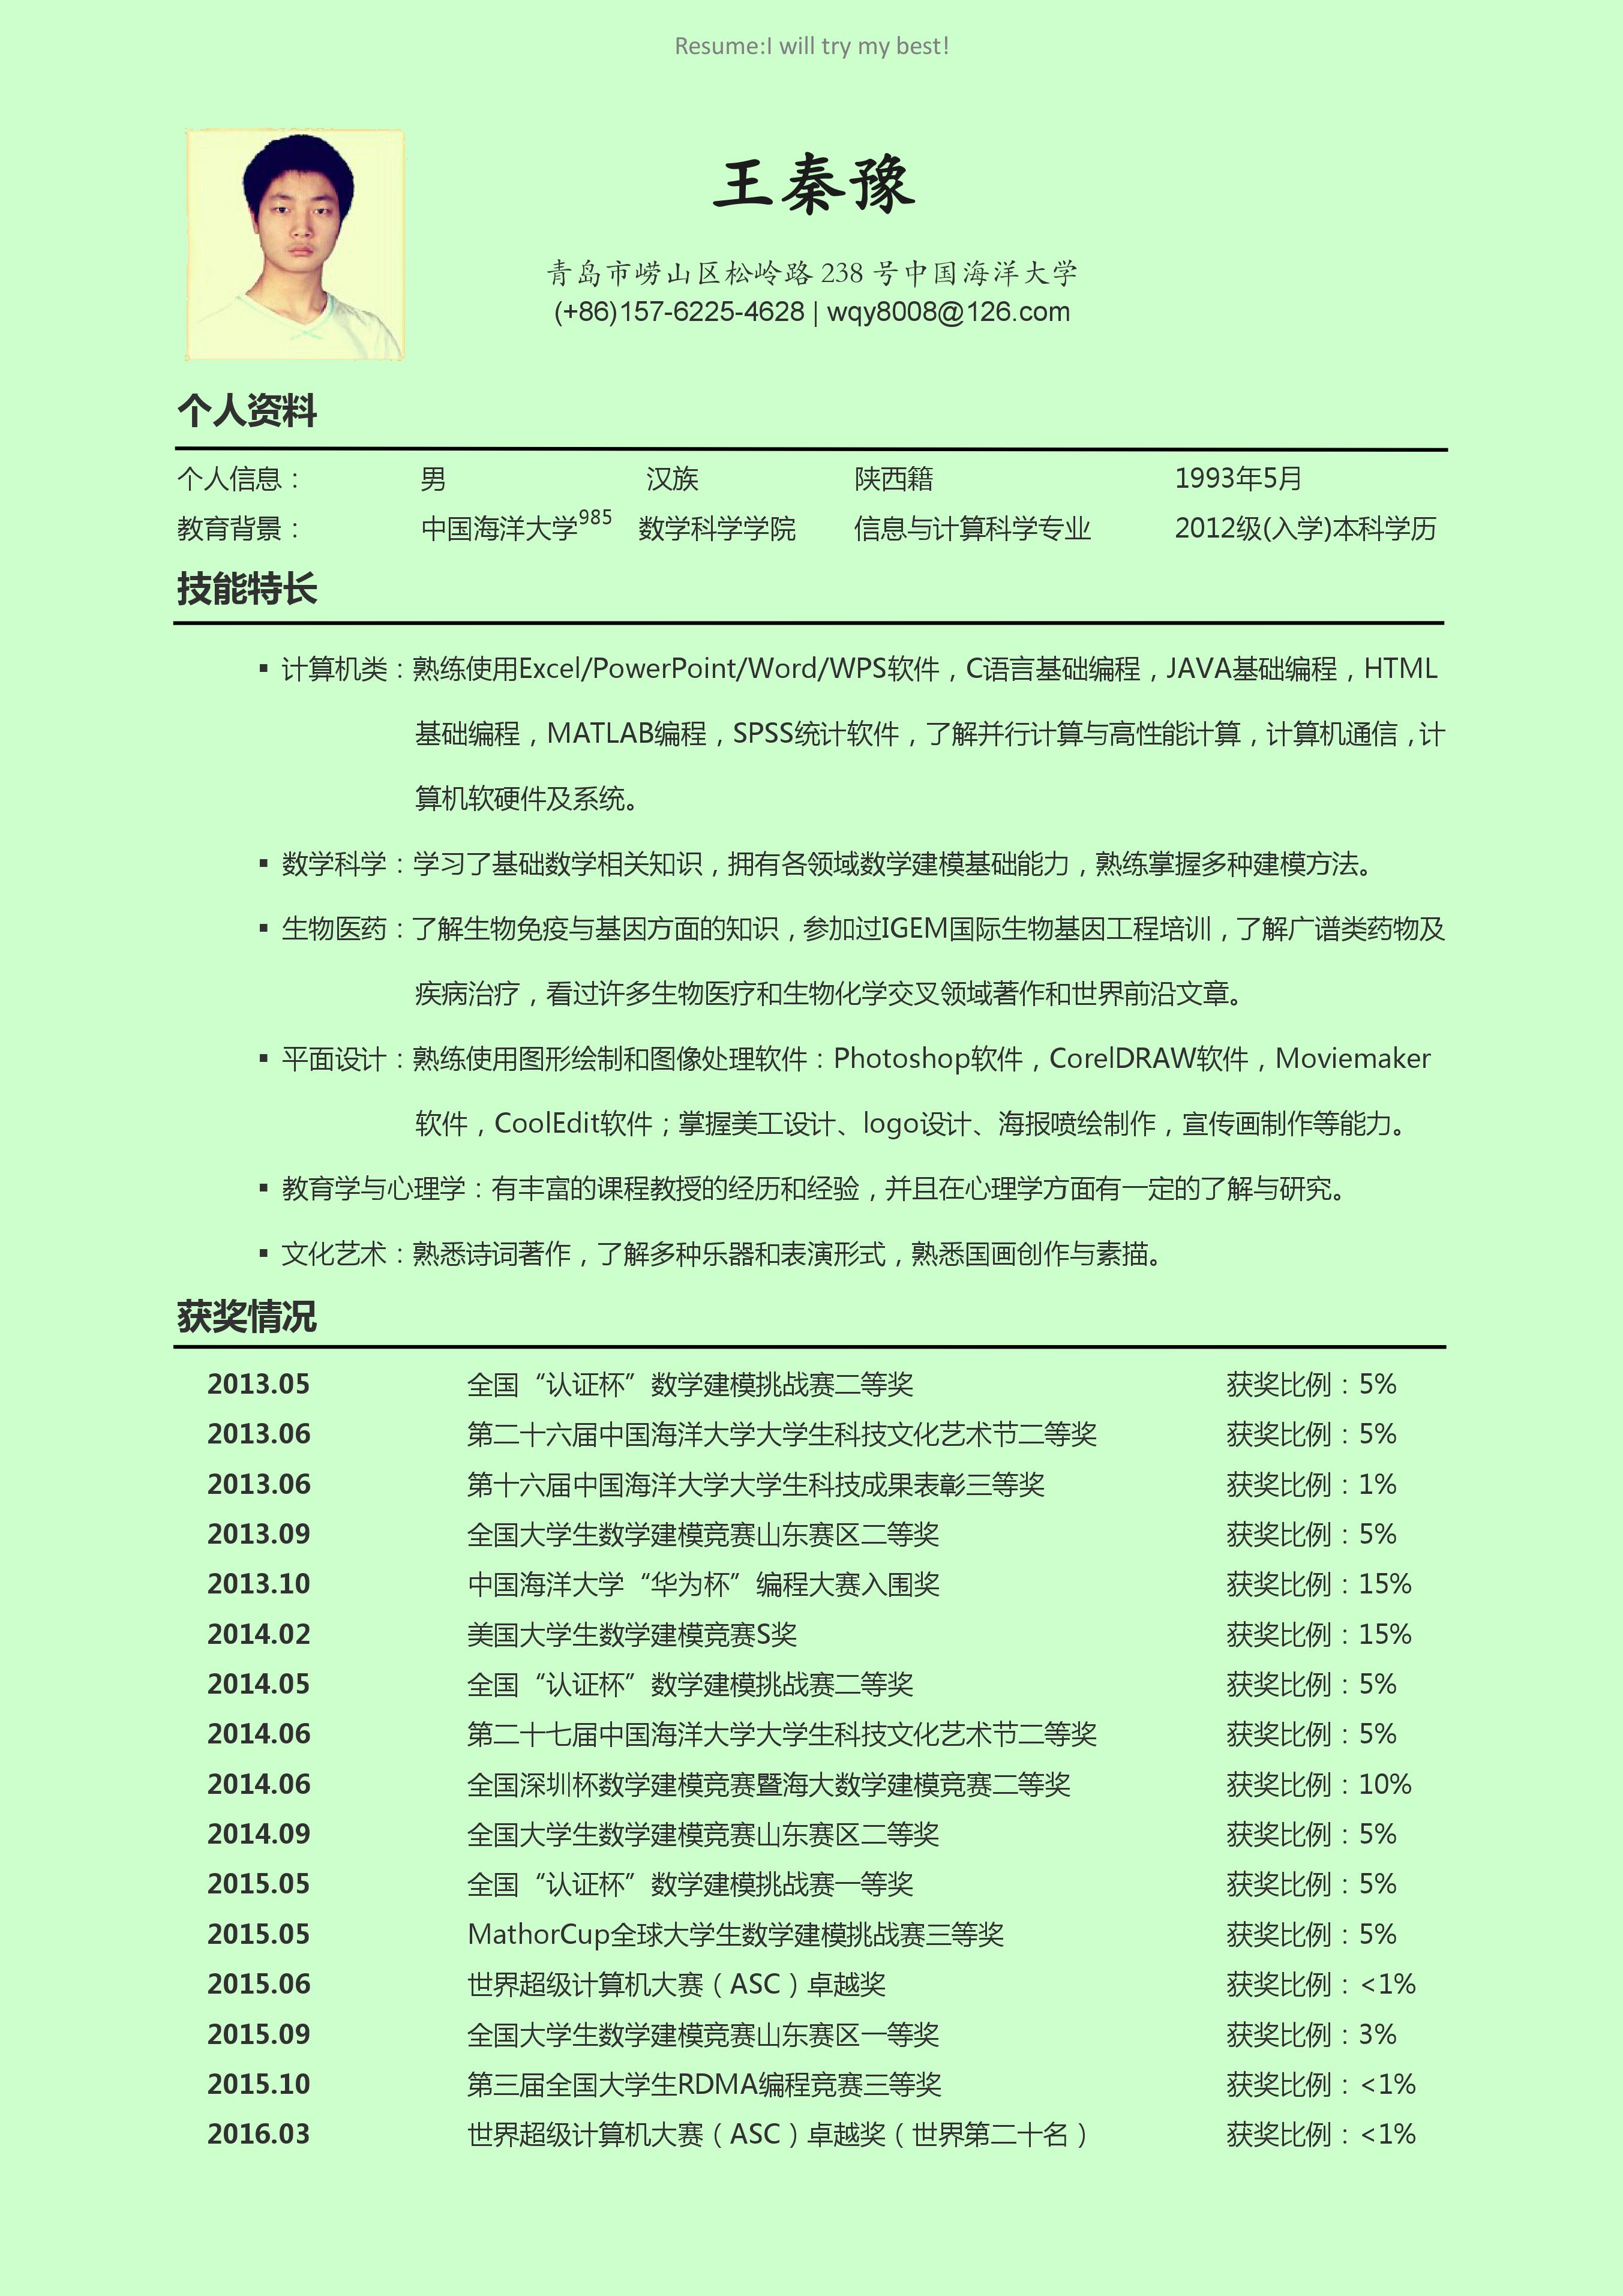 Resume:I will try my best!
王秦豫
青岛市崂山区松岭路 238 号中国海洋大学
(+86)157-6225-4628 | wqy8008@126.com
个人资料
个人信息： 男 汉族 陕西籍 1993年5月
教育背景： 中国海洋大学985 数学科学学院 信息与计算科学专业 2012级(入学)本科学历
技能特长
▪ 计算机类：熟练使用Excel/PowerPoint/Word/WPS软件，C语言基础编程，JAVA基础编程，HTML
基础编程，MATLAB编程，SPSS统计软件，了解并行计算与高性能计算，计算机通信，计
算机软硬件及系统。
▪ 数学科学：学习了基础数学相关知识，拥有各领域数学建模基础能力，熟练掌握多种建模方法。
▪ 生物医药：了解生物免疫与基因方面的知识，参加过IGEM国际生物基因工程培训，了解广谱类药物及
疾病治疗，看过许多生物医疗和生物化学交叉领域著作和世界前沿文章。
▪ 平面设计：熟练使用图形绘制和图像处理软件：Photoshop软件，CorelDRAW软件，Moviemaker
软件，CoolEdit软件；掌握美工设计、logo设计、海报喷绘制作，宣传画制作等能力。
▪ 教育学与心理学：有丰富的课程教授的经历和经验，并且在心理学方面有一定的了解与研究。
▪ 文化艺术：熟悉诗词著作，了解多种乐器和表演形式，熟悉国画创作与素描。
获奖情况
2013.05 全国“认证杯”数学建模挑战赛二等奖 获奖比例：5%
2013.06 第二十六届中国海洋大学大学生科技文化艺术节二等奖 获奖比例：5%
2013.06 第十六届中国海洋大学大学生科技成果表彰三等奖 获奖比例：1%
2013.09 全国大学生数学建模竞赛山东赛区二等奖 获奖比例：5%
2013.10 中国海洋大学“华为杯”编程大赛入围奖 获奖比例：15%
2014.02 美国大学生数学建模竞赛S奖 获奖比例：15%
2014.05 全国“认证杯”数学建模挑战赛二等奖 获奖比例：5%
2014.06 第二十七届中国海洋大学大学生科技文化艺术节二等奖 获奖比例：5%
2014.06 全国深圳杯数学建模竞赛暨海大数学建模竞赛二等奖 获奖比例：10%
2014.09 全国大学生数学建模竞赛山东赛区二等奖 获奖比例：5%
2015.05 全国“认证杯”数学建模挑战赛一等奖 获奖比例：5%
2015.05 MathorCup全球大学生数学建模挑战赛三等奖 获奖比例：5%
2015.06 世界超级计算机大赛（ASC）卓越奖 获奖比例：<1%
2015.09 全国大学生数学建模竞赛山东赛区一等奖 获奖比例：3%
2015.10 第三届全国大学生RDMA编程竞赛三等奖 获奖比例：<1%
2016.03 世界超级计算机大赛（ASC）卓越奖（世界第二十名） 获奖比例：<1%